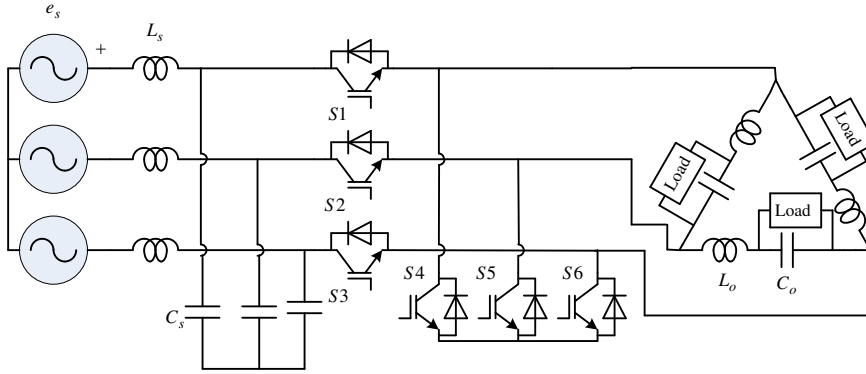 e_s
+
L_s
S1
S2
S3
C_s
S4
S5
S6
Load
Load
Load
L_o
C_o